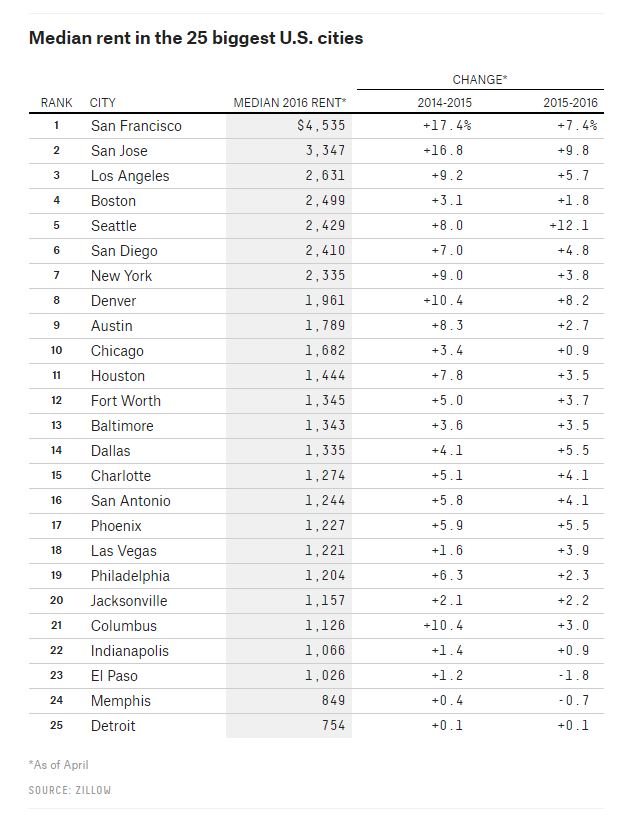 Median rent in the 25 biggest U.S. cities
CHANGE*
RANK CITY MEDIAN 2016 RENT* 2014-2015 2015-2016
1 San Francisco $4,535 +17.4% +7.4%
2 San Jose 3,347 +16.8 +9.8
3 Los Angeles 2,631 +9.2 +5.7
4 Boston 2,499 +3.1 +1.8
5 Seattle 2,429 +8.0 +12.1
6 San Diego 2,410 +7.0 +4.8
7 New York 2,335 +9.0 +3.8
8 Denver 1,961 +10.4 +8.2
9 Austin 1,789 +8.3 +2.7
10 Chicago 1,682 +3.4 +0.9
11 Houston 1,444 +7.8 +3.5
12 Fort Worth 1,345 +5.0 +3.7
13 Baltimore 1,343 +3.6 +3.5
14 Dallas 1,335 +4.1 +5.5
15 Charlotte 1,274 +5.1 +4.1
16 San Antonio 1,244 +5.8 +4.1
17 Phoenix 1,227 +5.9 +5.5
18 Las Vegas 1,221 +1.6 +3.9
19 Philadelphia 1,204 +6.3 +2.3
20 Jacksonville 1,157 +2.1 +2.2
21 Columbus 1,126 +10.4 +3.0
22 Indianapolis 1,066 +1.4 +0.9
23 El Paso 1,026 +1.2 -1.8
24 Memphis 849 +0.4 -0.7
25 Detroit 754 +0.1 +0.1
*As of April
SOURCE: ZILLOW